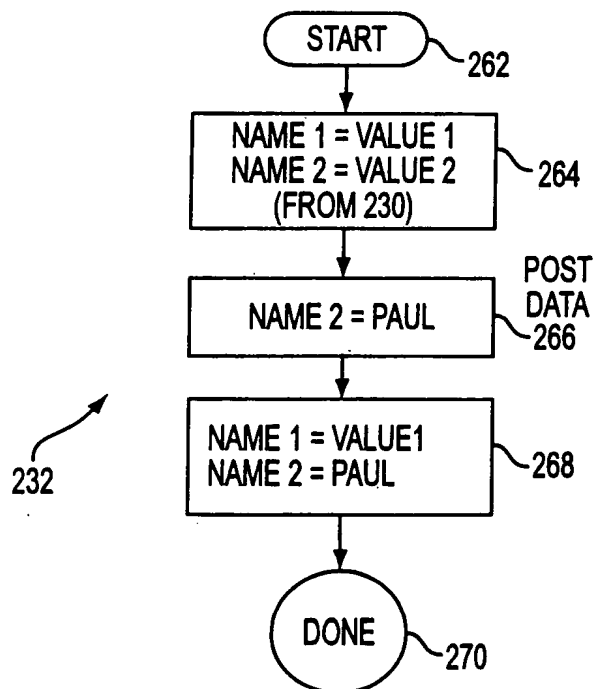 START
262
NAME 1 = VALUE 1
NAME 2 = VALUE 2
(FROM 230)
264
POST
DATA
266
NAME 2 = PAUL
NAME 1 = VALUE1
NAME 2 = PAUL
268
232
DONE
270